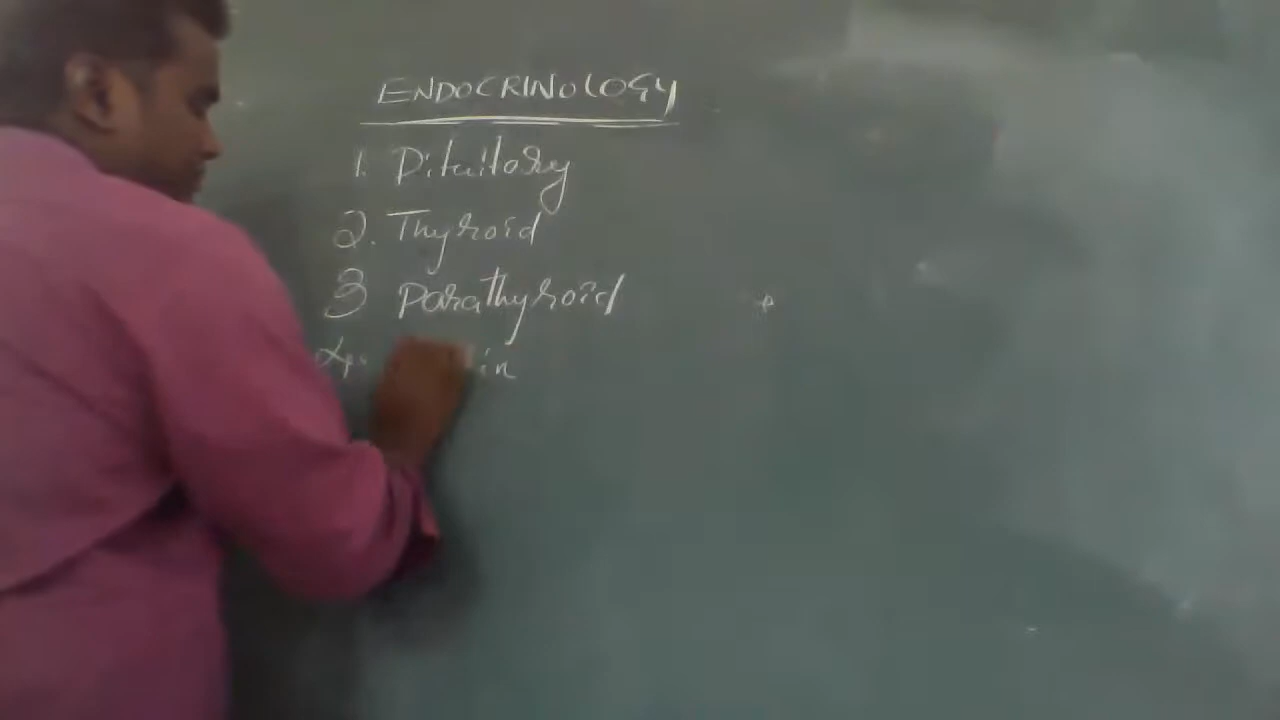 ENDOCRINOLOGY
1. Pituitory
2. Thyroid
3 Parathyroid
4.